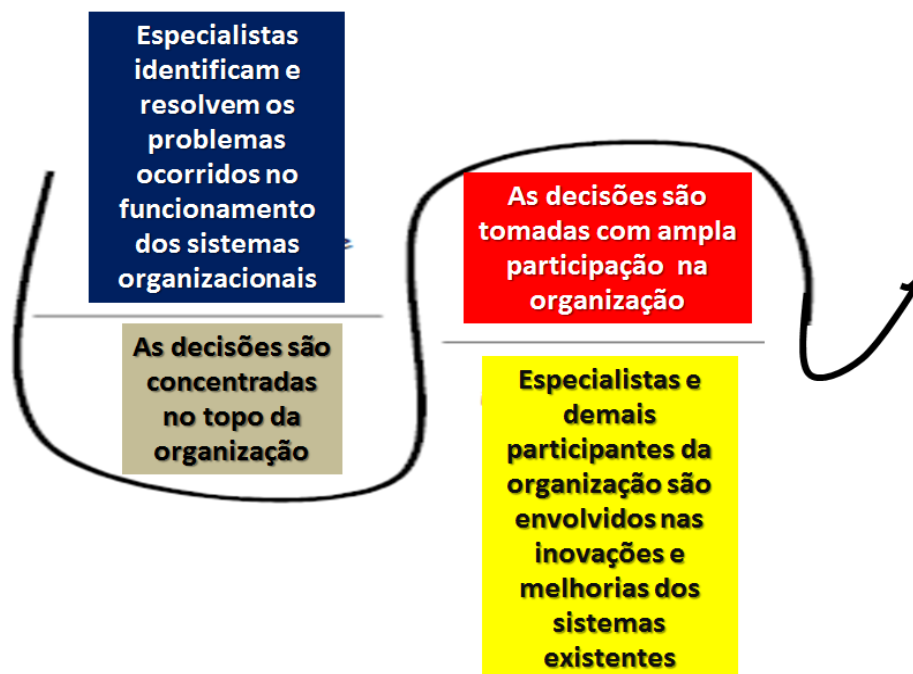 Especialistas
identificam e
resolvem os
problemas
ocorridos no
funcionamento
dos sistemas
organizacionais
As decisões são
concentradas
no topo da
organização
As decisões são
tomadas com ampla
participação na
organização
Especialistas e
demais
participantes da
organização são
envolvidos nas
inovações e
melhorias dos
sistemas
existentes